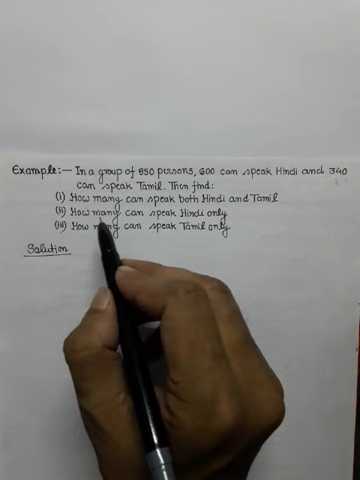 Example:— In a group of 850 persons, 600 can speak Hindi and 340
can speak Tamil. Then find:
(i) How many can speak both Hindi and Tamil
(ii) How many can speak Hindi only
(iii) How many can speak Tamil only
Solution